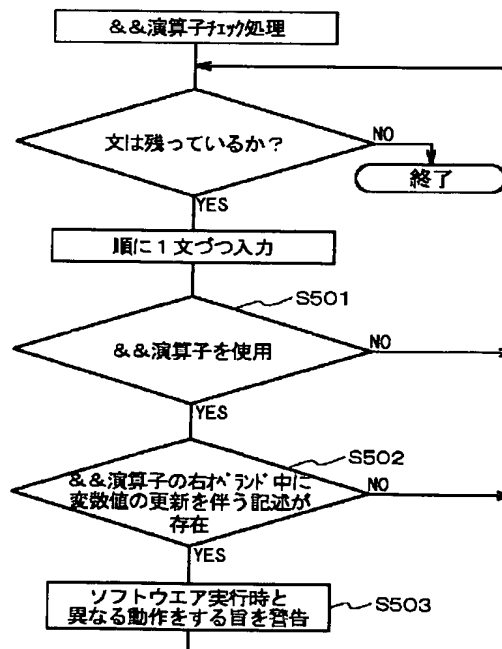 &&演算子ﾁｪｯｸ処理
文は残っているか?
NO
終了
YES
順に1文づつ入力
S501
&&演算子を使用
NO
YES
S502
&&演算子の右ｵﾍﾟﾗﾝﾄﾞ中に
変数値の更新を伴う記述が
存在
NO
YES
ソフトウエア実行時と
異なる動作をする旨を警告
S503